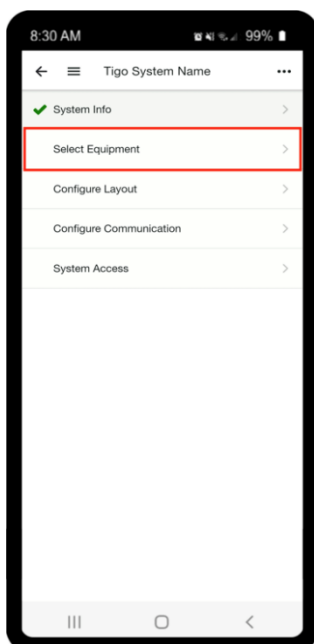 8:30 AM 99%
Tigo System Name
System Info
Select Equipment
Configure Layout
Configure Communication
System Access